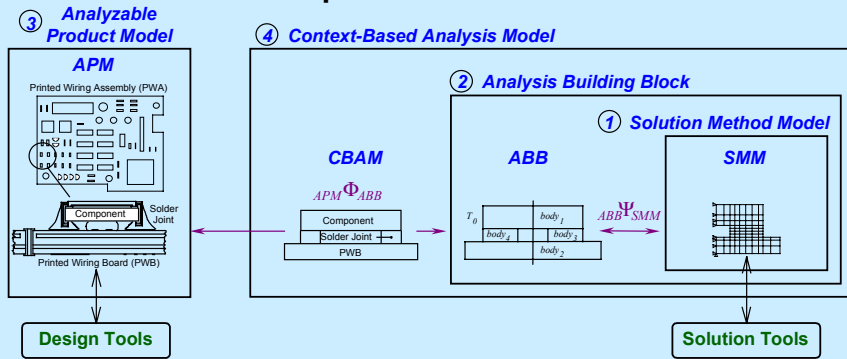 ③ Analyzable
Product Model
④ Context-Based Analysis Model
APM
Printed Wiring Assembly (PWA)
② Analysis Building Block
① Solution Method Model
CBAM
ABB
SMM
APMΦABB
ABBΨSMM
Component
Solder
Joint
Printed Wiring Board (PWB)
Component
Solder Joint
PWB
T0
body1
body4
body3
body2
Design Tools
Solution Tools